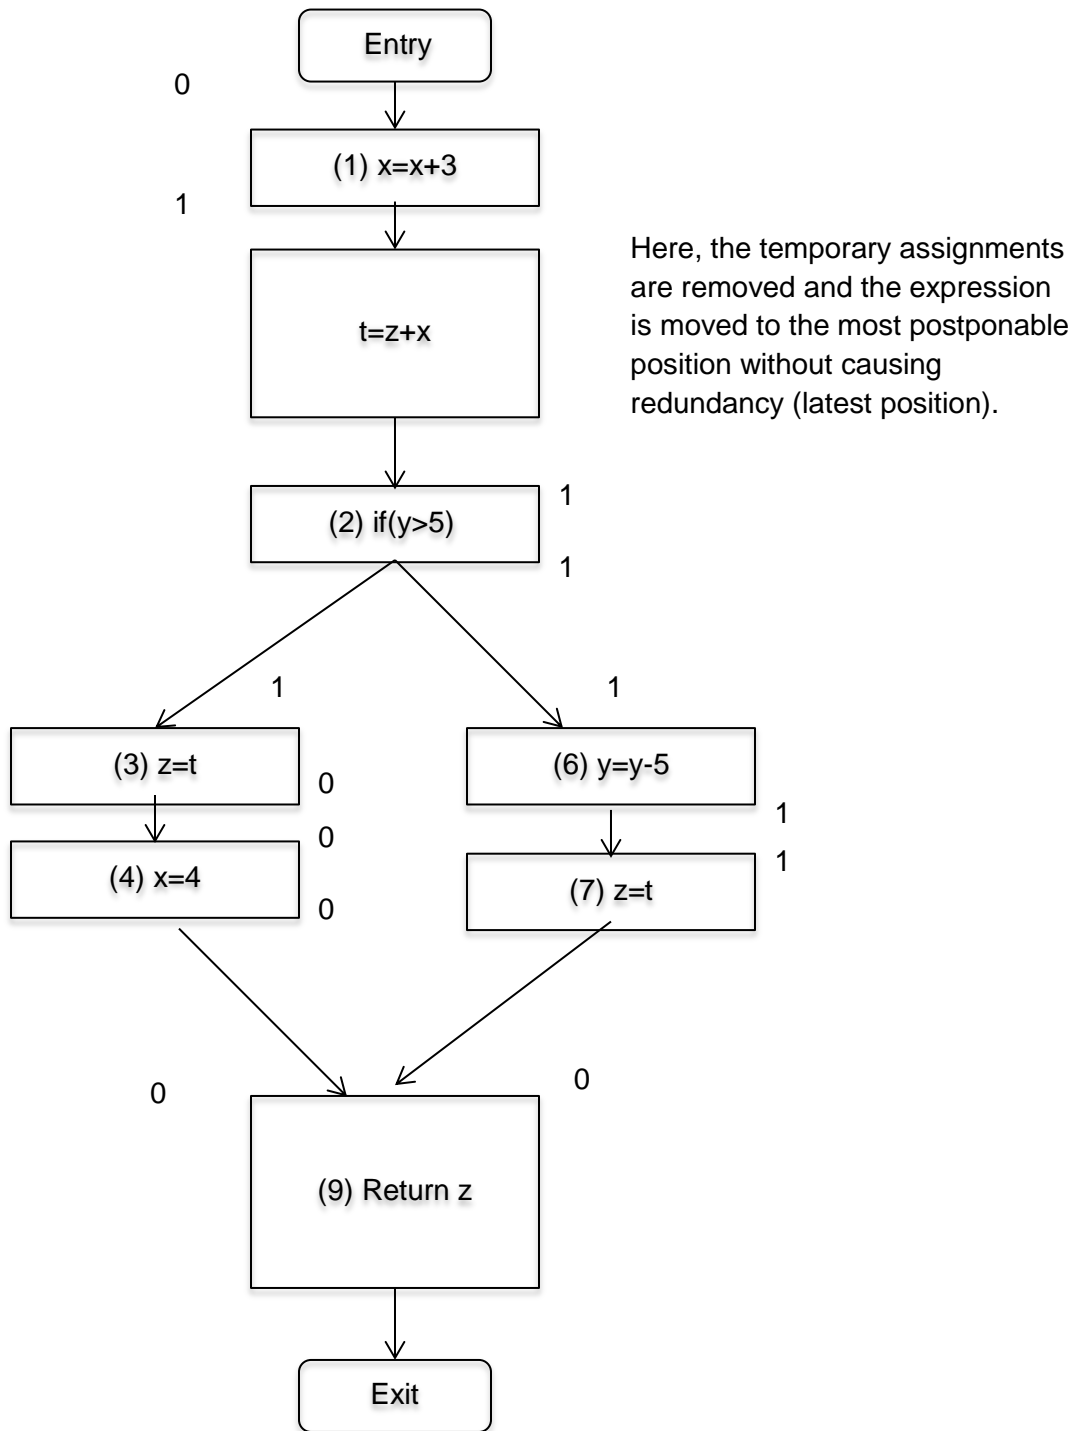 Entry
0
(1) x=x+3
1
Here, the temporary assignments
are removed and the expression
is moved to the most postponable
position without causing
redundancy (latest position).
t=z+x
1
(2) if(y>5)
1
1
1
(3) z=t
(6) y=y-5
0
1
0
1
(4) x=4
(7) z=t
0
0
0
(9) Return z
Exit